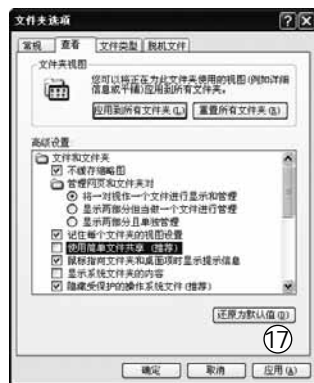 文件夹选项
常规 查看 文件类型 脱机文件
文件夹视图
您可以将正在为此文件夹使用的视图(例如详细
信息或平铺)应用到所有文件夹。
应用到所有文件夹(L) 重置所有文件夹(R)
高级设置:
文件和文件夹
不缓存缩略图
管理网页和文件夹对
将一对视作一个文件进行显示和管理
显示两部分但当做一个文件进行管理
显示两部分且单独管理
记住每个文件夹的视图设置
使用简单文件共享 (推荐)
鼠标指向文件夹和桌面项时显示提示信息
显示系统文件夹的内容
隐藏受保护的操作系统文件(推荐)
还原为默认值(D)
⑰
确定 取消 应用(A)